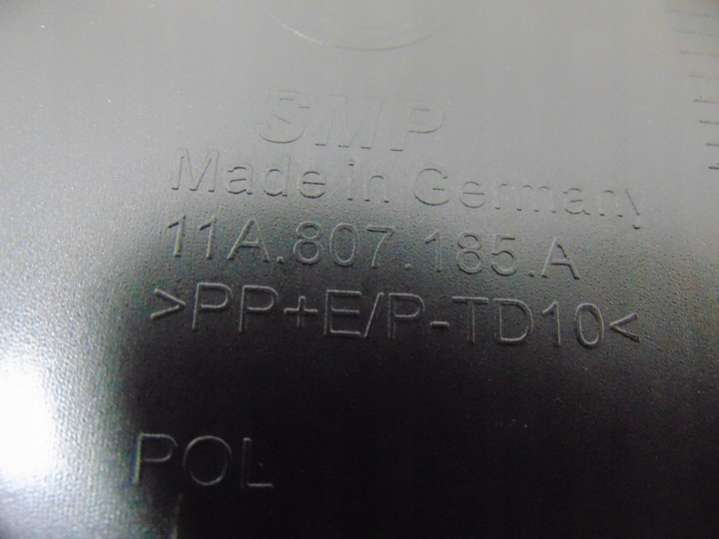 SMP
Made in Germany
11A.807.185.A
>PP+E/P-TD10<
POL